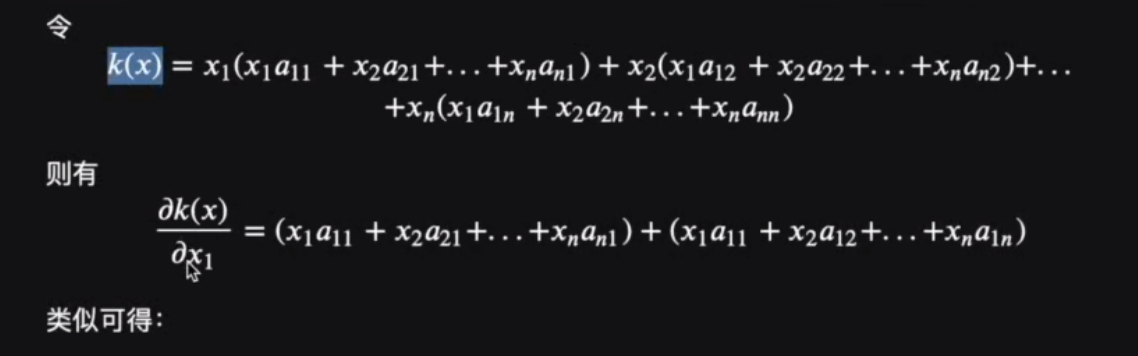 令
k(x) = x₁(x₁a₁₁ + x₂a₂₁+...+xₙaₙ₁) + x₂(x₁a₁₂ + x₂a₂₂+...+xₙaₙ₂)+...
+xₙ(x₁a₁ₙ + x₂a₂ₙ+...+xₙaₙₙ)
则有
∂k(x)/∂x₁ = (x₁a₁₁ + x₂a₂₁+...+xₙaₙ₁) + (x₁a₁₁ + x₂a₁₂+...+xₙa₁ₙ)
类似可得：